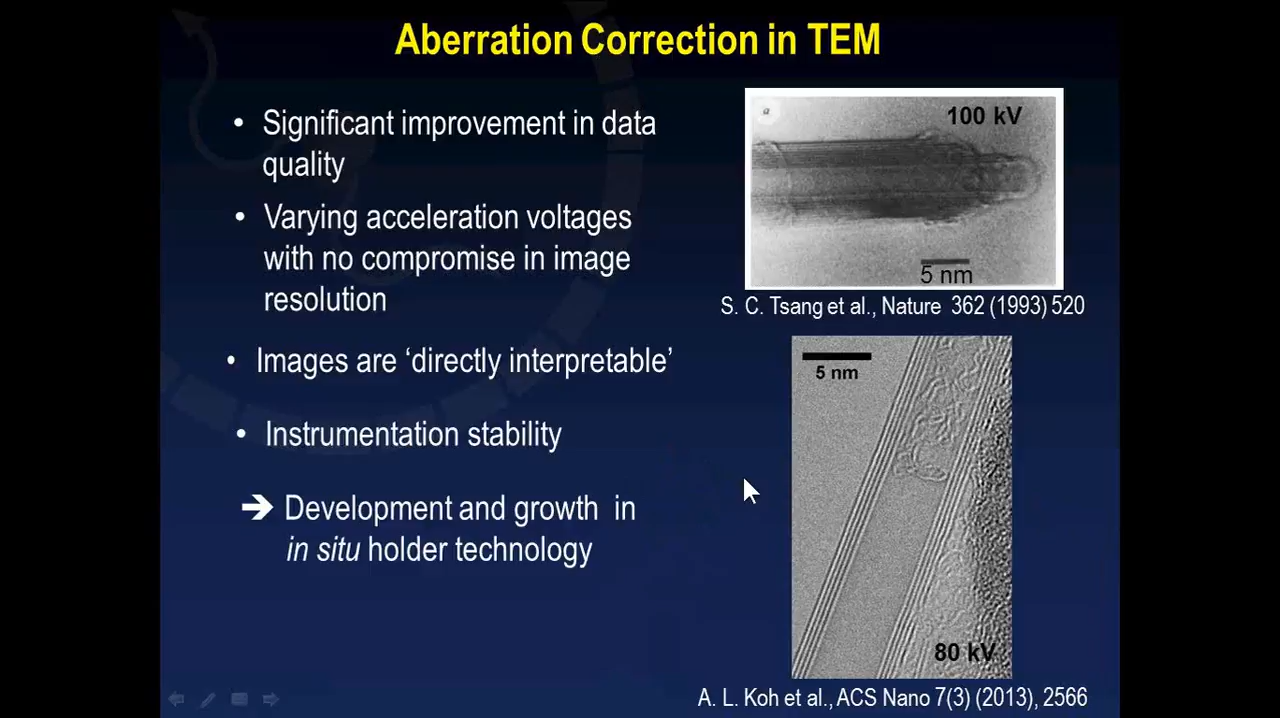 Aberration Correction in TEM
• Significant improvement in data
quality
• Varying acceleration voltages
with no compromise in image
resolution
• Images are ‘directly interpretable’
• Instrumentation stability
➔ Development and growth in
in situ holder technology
a
100 kV
5 nm
S. C. Tsang et al., Nature 362 (1993) 520
5 nm
80 kV
A. L. Koh et al., ACS Nano 7(3) (2013), 2566